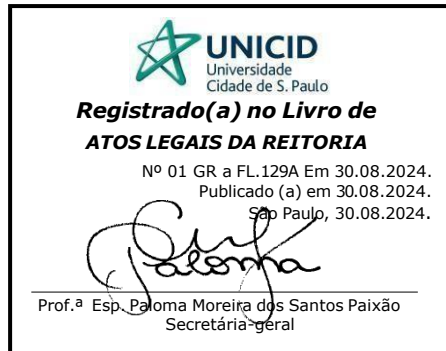 UNICID
Universidade
Cidade de S. Paulo
Registrado(a) no Livro de
ATOS LEGAIS DA REITORIA
Nº 01 GR a FL.129A Em 30.08.2024.
Publicado (a) em 30.08.2024.
São Paulo, 30.08.2024.
Paloma
Prof.ª Esp. Paloma Moreira dos Santos Paixão
Secretária-geral